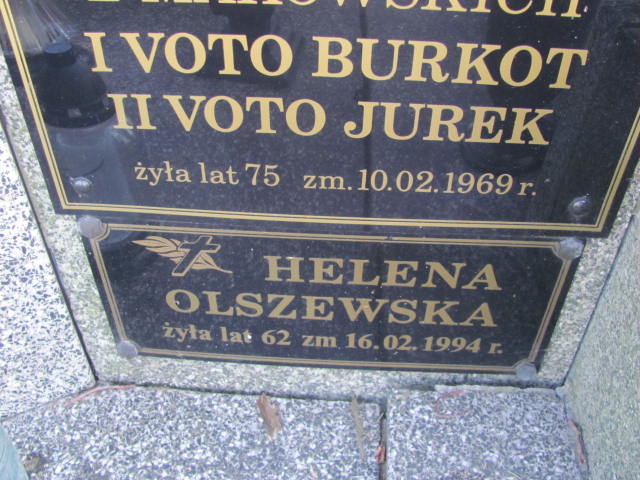 Z MAKOWSKICH
I VOTO BURKOT
II VOTO JUREK
żyła lat 75 zm. 10.02.1969 r.
HELENA
OLSZEWSKA
żyła lat 62 zm 16.02.1994 r.